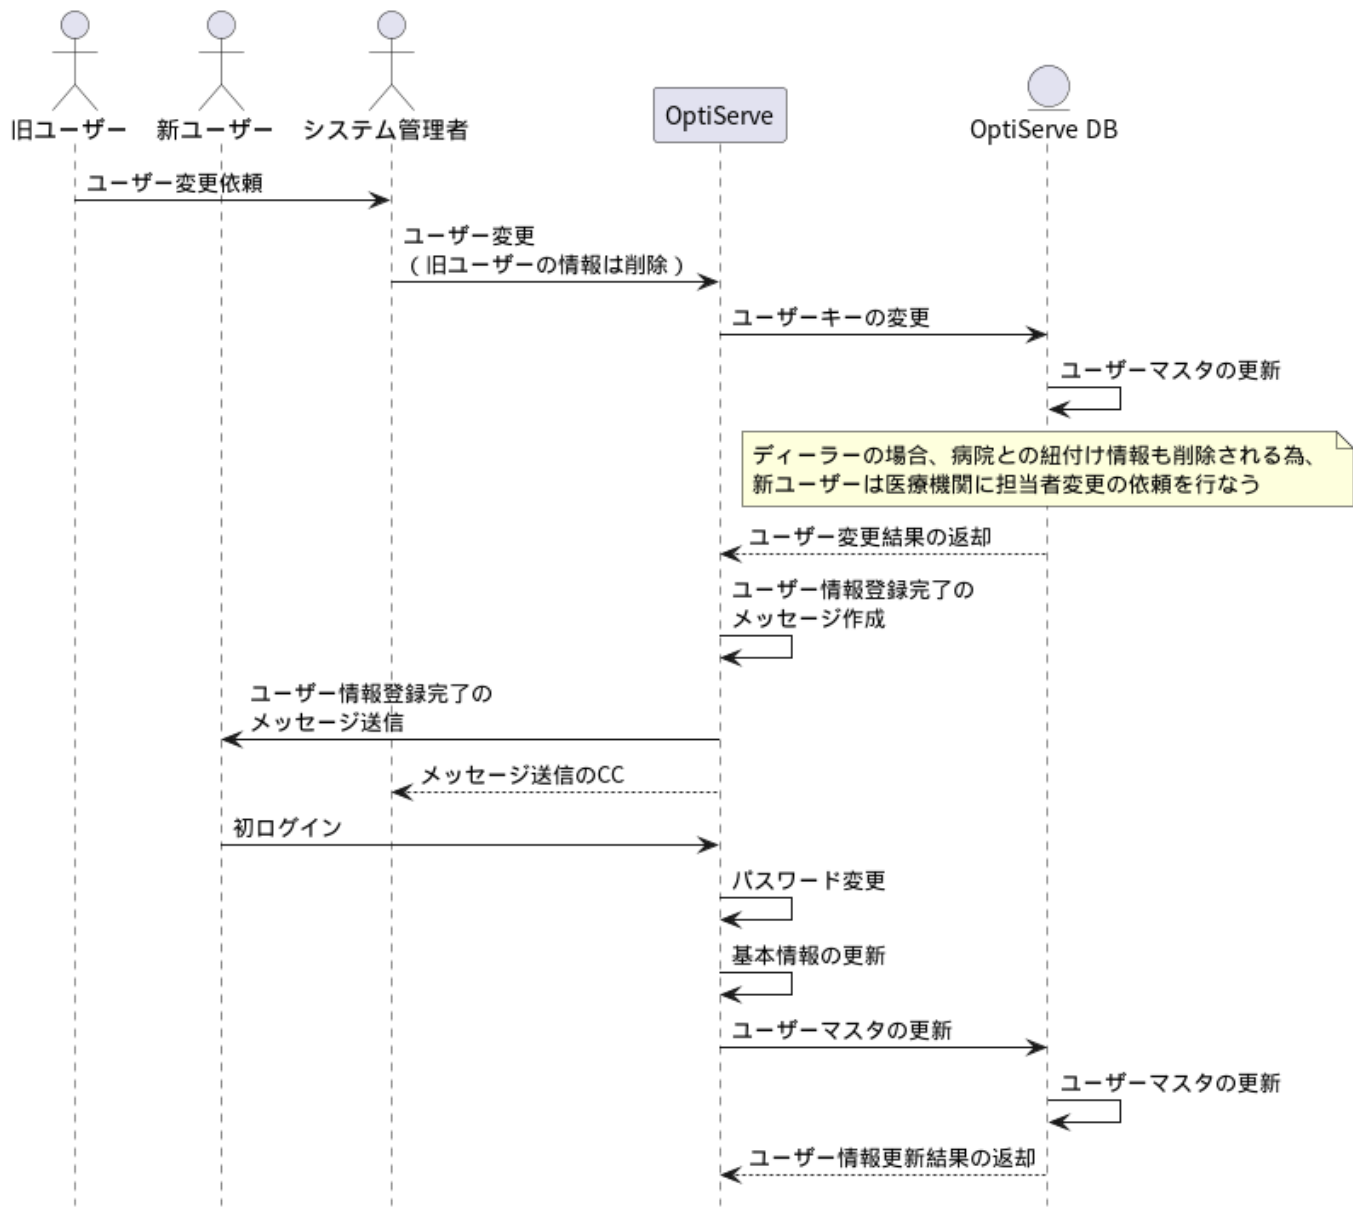 旧ユーザー
新ユーザー
システム管理者
OptiServe
OptiServe DB
ユーザー変更依頼
ユーザー変更
（旧ユーザーの情報は削除）
ユーザーキーの変更
ユーザーマスタの更新
ディーラーの場合、病院との紐付け情報も削除される為、
新ユーザーは医療機関に担当者変更の依頼を行なう
ユーザー変更結果の返却
ユーザー情報登録完了の
メッセージ作成
ユーザー情報登録完了の
メッセージ送信
メッセージ送信のCC
初ログイン
パスワード変更
基本情報の更新
ユーザーマスタの更新
ユーザーマスタの更新
ユーザー情報更新結果の返却